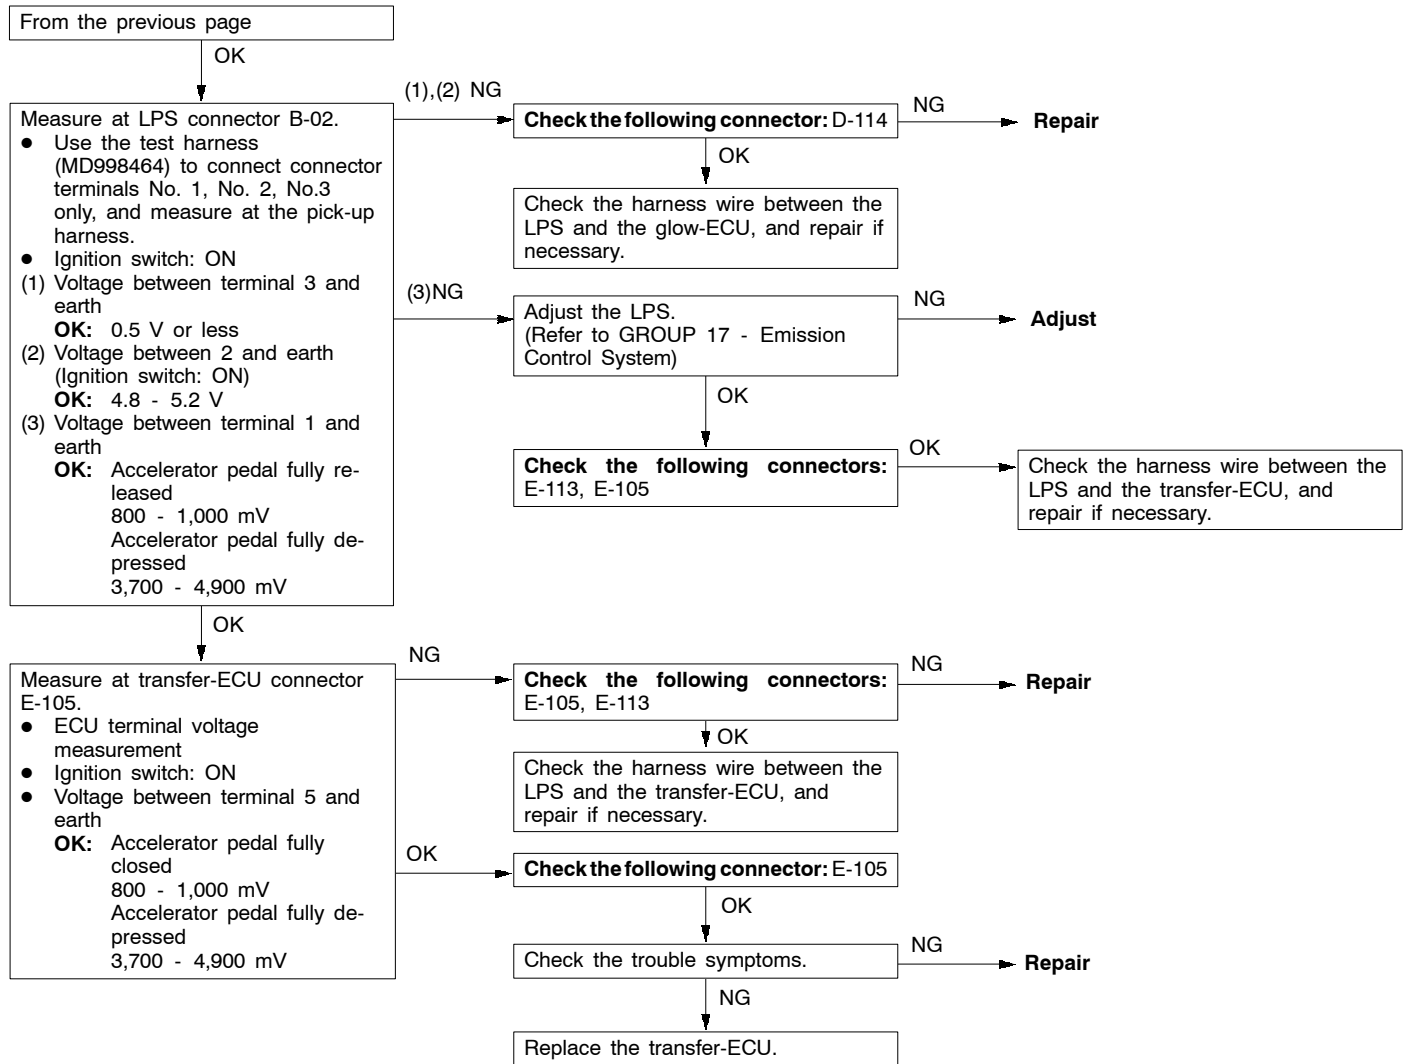 From the previous page
OK
Measure at LPS connector B-02.
● Use the test harness
(MD998464) to connect connector
terminals No. 1, No. 2, No.3
only, and measure at the pick-up
harness.
● Ignition switch: ON
(1) Voltage between terminal 3 and
earth
OK: 0.5 V or less
(2) Voltage between 2 and earth
(Ignition switch: ON)
OK: 4.8 - 5.2 V
(3) Voltage between terminal 1 and
earth
OK: Accelerator pedal fully re-
leased
800 - 1,000 mV
Accelerator pedal fully de-
pressed
3,700 - 4,900 mV
(1),(2) NG
Check the following connector: D-114
NG
Repair
OK
Check the harness wire between the
LPS and the glow-ECU, and repair if
necessary.
(3)NG
Adjust the LPS.
(Refer to GROUP 17 - Emission
Control System)
NG
Adjust
OK
Check the following connectors:
E-113, E-105
OK
Check the harness wire between the
LPS and the transfer-ECU, and
repair if necessary.
OK
Measure at transfer-ECU connector
E-105.
● ECU terminal voltage
measurement
● Ignition switch: ON
● Voltage between terminal 5 and
earth
OK: Accelerator pedal fully
closed
800 - 1,000 mV
Accelerator pedal fully de-
pressed
3,700 - 4,900 mV
NG
Check the following connectors:
E-105, E-113
NG
Repair
OK
Check the harness wire between the
LPS and the transfer-ECU, and
repair if necessary.
OK
Check the following connector: E-105
OK
Check the trouble symptoms.
NG
Repair
NG
Replace the transfer-ECU.